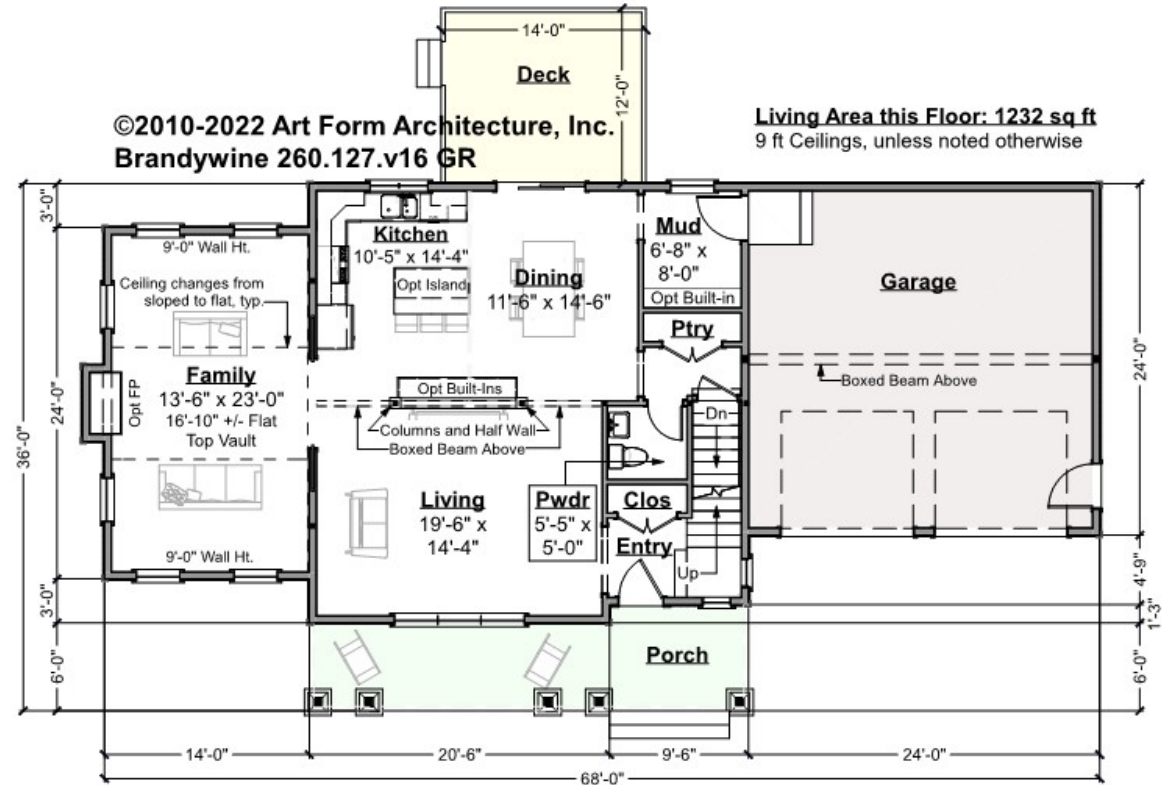 14'-0"
Deck
12'-0"
©2010-2022 Art Form Architecture, Inc.
Brandywine 260.127.v16 GR
Living Area this Floor: 1232 sq ft
9 ft Ceilings, unless noted otherwise
3'-0"
9'-0" Wall Ht.
Ceiling changes from
sloped to flat, typ.
Kitchen
10'-5" x 14'-4"
Opt Island
Dining
11'-6" x 14'-6"
Mud
6'-8" x
8'-0"
Opt Built-in
Ptry
Garage
Boxed Beam Above
24'-0"
36'-0"
24'-0"
Opt FP
Family
13'-6" x 23'-0"
16'-10" +/- Flat
Top Vault
Opt Built-Ins
Columns and Half Wall
Boxed Beam Above
Dn
Living
19'-6" x
14'-4"
Pwdr
5'-5" x
5'-0"
Clos
Entry
Up
9'-0" Wall Ht.
3'-0"
4'-9"
1'-3"
6'-0"
6'-0"
Porch
14'-0"
20'-6"
9'-6"
24'-0"
68'-0"